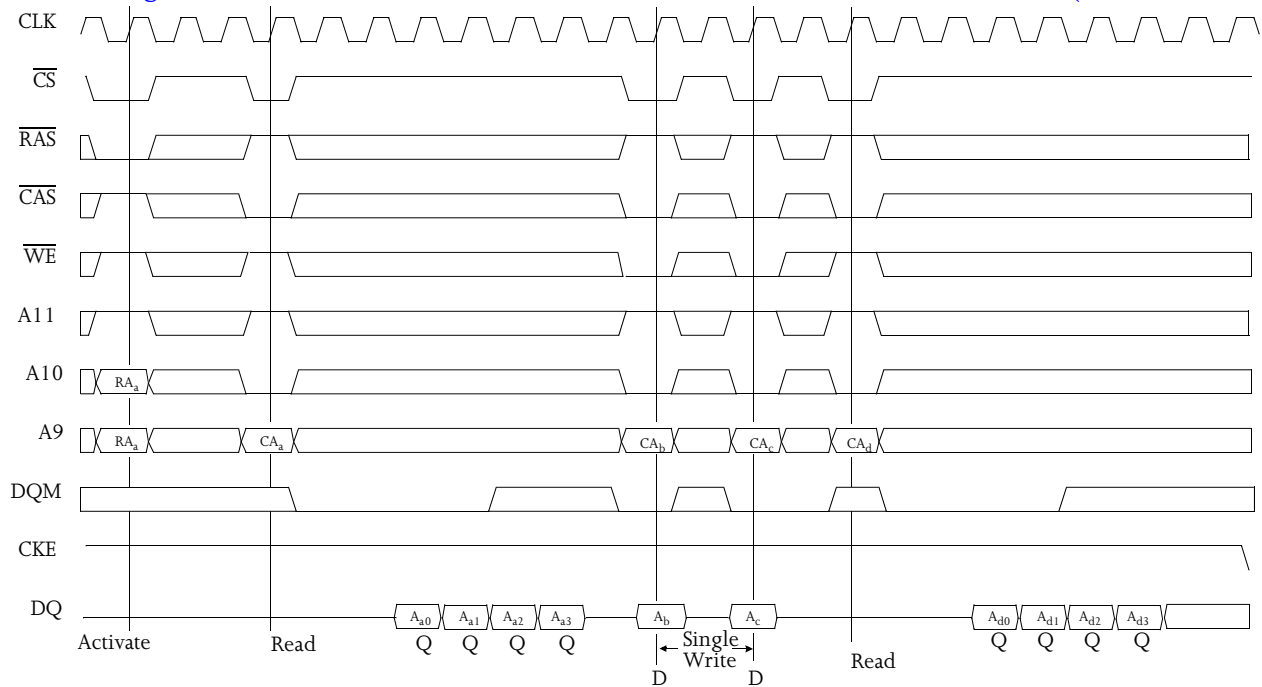 CLK
CS
RAS
CAS
WE
A11
A10 RAa
A9 RAa CAa CAb CAc CAd
DQM
CKE
DQ Aa0 Aa1 Aa2 Aa3 Ab Ac Ad0 Ad1 Ad2 Ad3
Q Q Q Q Q Q Q Q
Activate Read Single Write Read
D D